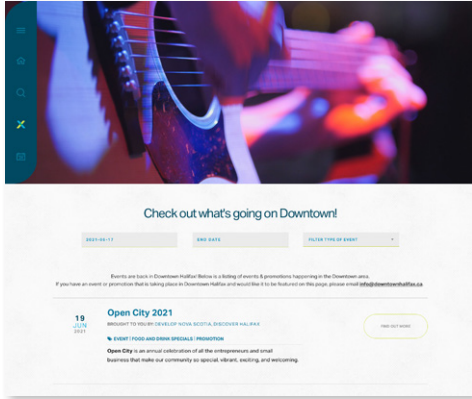 Check out what's going on Downtown!
2021-06-17
END DATE
FILTER TYPE OF EVENT
Events are back in Downtown Halifax! Below is a listing of events & promotions happening in the Downtown area.
If you have an event or promotion that is taking place in Downtown Halifax and would like it to be featured on this page, please email info@downtownhalifax.ca
19
JUN
2021
Open City 2021
BROUGHT TO YOU BY: DEVELOP NOVA SCOTIA, DISCOVER HALIFAX
EVENT | FOOD AND DRINK SPECIALS | PROMOTION
Open City is an annual celebration of all the entrepreneurs and small
business that make our community so special, vibrant, exciting, and welcoming.
FIND OUT MORE